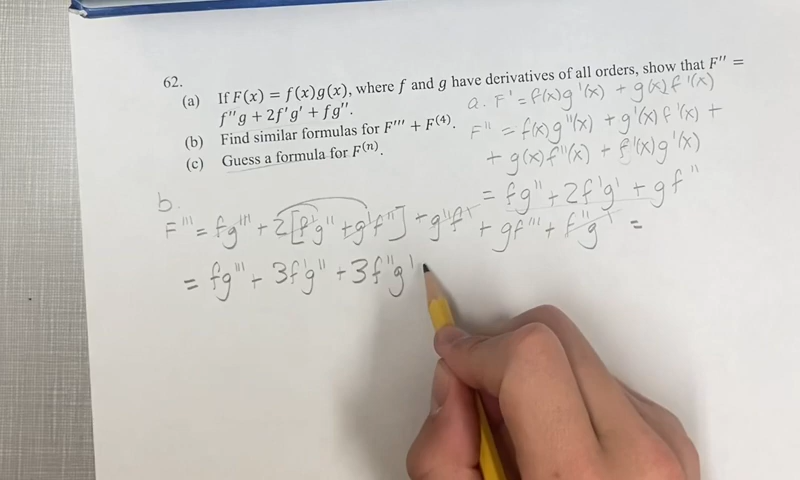 62.
(a) If F(x) = f(x)g(x), where f and g have derivatives of all orders, show that F'' =
f''g + 2f'g' + fg''.
(b) Find similar formulas for F''' + F⁽⁴⁾.
(c) Guess a formula for F⁽ⁿ⁾.
a. F' = f(x)g'(x) + g(x)f'(x)
F'' = f(x)g''(x) + g'(x)f'(x) +
+ g(x)f''(x) + f'(x)g'(x)
= fg'' + 2f'g' + gf''
b.
F''' = fg''' + 2[f'g'' + g'f''] + g''f' + gf''' + f''g' =
= fg''' + 3f'g'' + 3f''g'